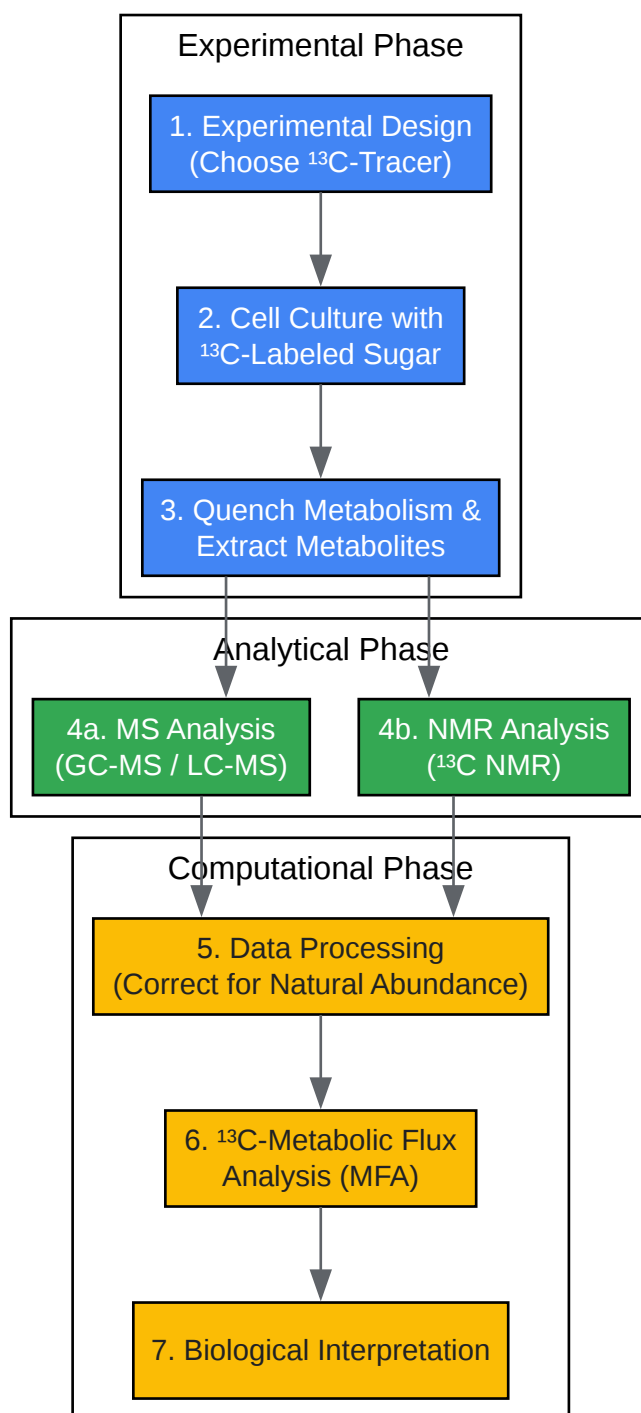 Experimental Phase
1. Experimental Design
(Choose ¹³C-Tracer)
2. Cell Culture with
¹³C-Labeled Sugar
3. Quench Metabolism &
Extract Metabolites
Analytical Phase
4a. MS Analysis
(GC-MS / LC-MS)
4b. NMR Analysis
(¹³C NMR)
Computational Phase
5. Data Processing
(Correct for Natural Abundance)
6. ¹³C-Metabolic Flux
Analysis (MFA)
7. Biological Interpretation